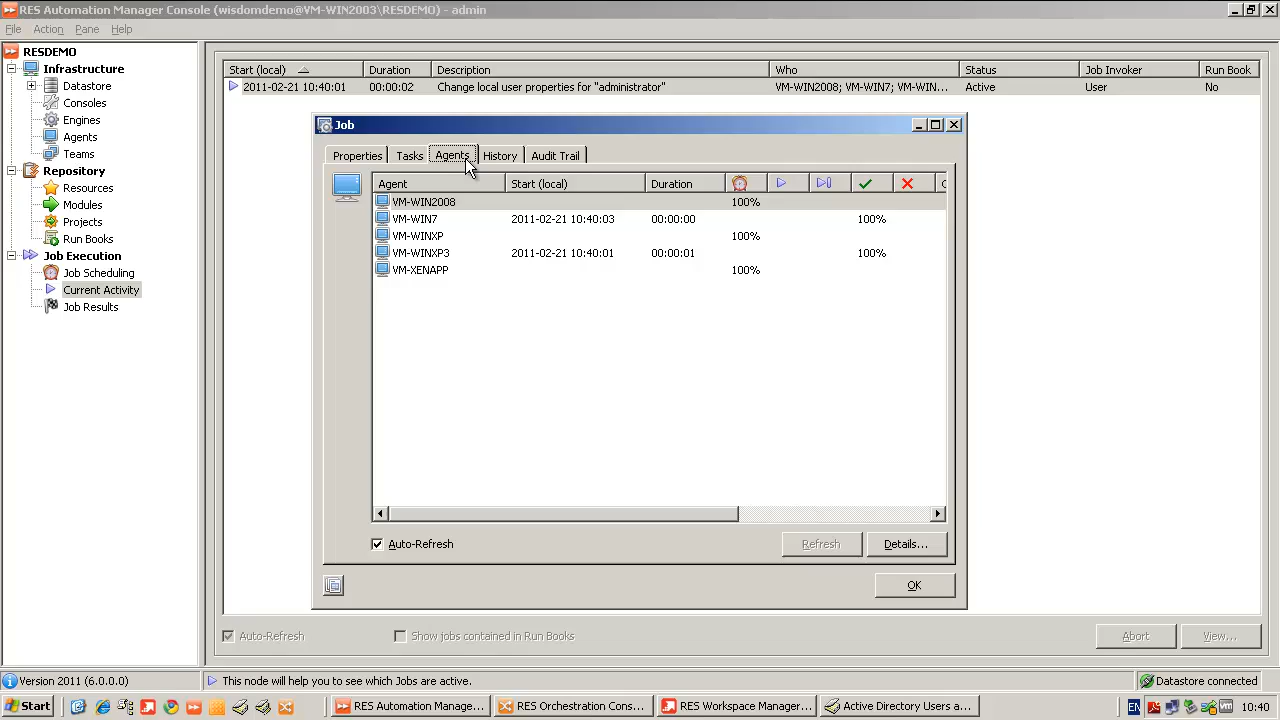 RES Automation Manager Console (wisdomdemo@VM-WIN2003\RESDEMO) - admin
File Action Pane Help
RESDEMO
Infrastructure
Datastore
Consoles
Engines
Agents
Teams
Repository
Resources
Modules
Projects
Run Books
Job Execution
Job Scheduling
Current Activity
Job Results
Start (local) Duration Description Who Status Job Invoker Run Book
2011-02-21 10:40:01 00:00:02 Change local user properties for "administrator" VM-WIN2008; VM-WIN7; VM-WIN... Active User No
Job
Properties Tasks Agents History Audit Trail
Agent Start (local) Duration
VM-WIN2008 100%
VM-WIN7 2011-02-21 10:40:03 00:00:00 100%
VM-WINXP 100%
VM-WINXP3 2011-02-21 10:40:01 00:00:01 100%
VM-XENAPP 100%
Auto-Refresh Refresh Details...
OK
Auto-Refresh Show jobs contained in Run Books Abort View...
Version 2011 (6.0.0.0) This node will help you to see which Jobs are active. Datastore connected
Start RES Automation Manage... RES Orchestration Cons... RES Workspace Manager... Active Directory Users a... EN 10:40